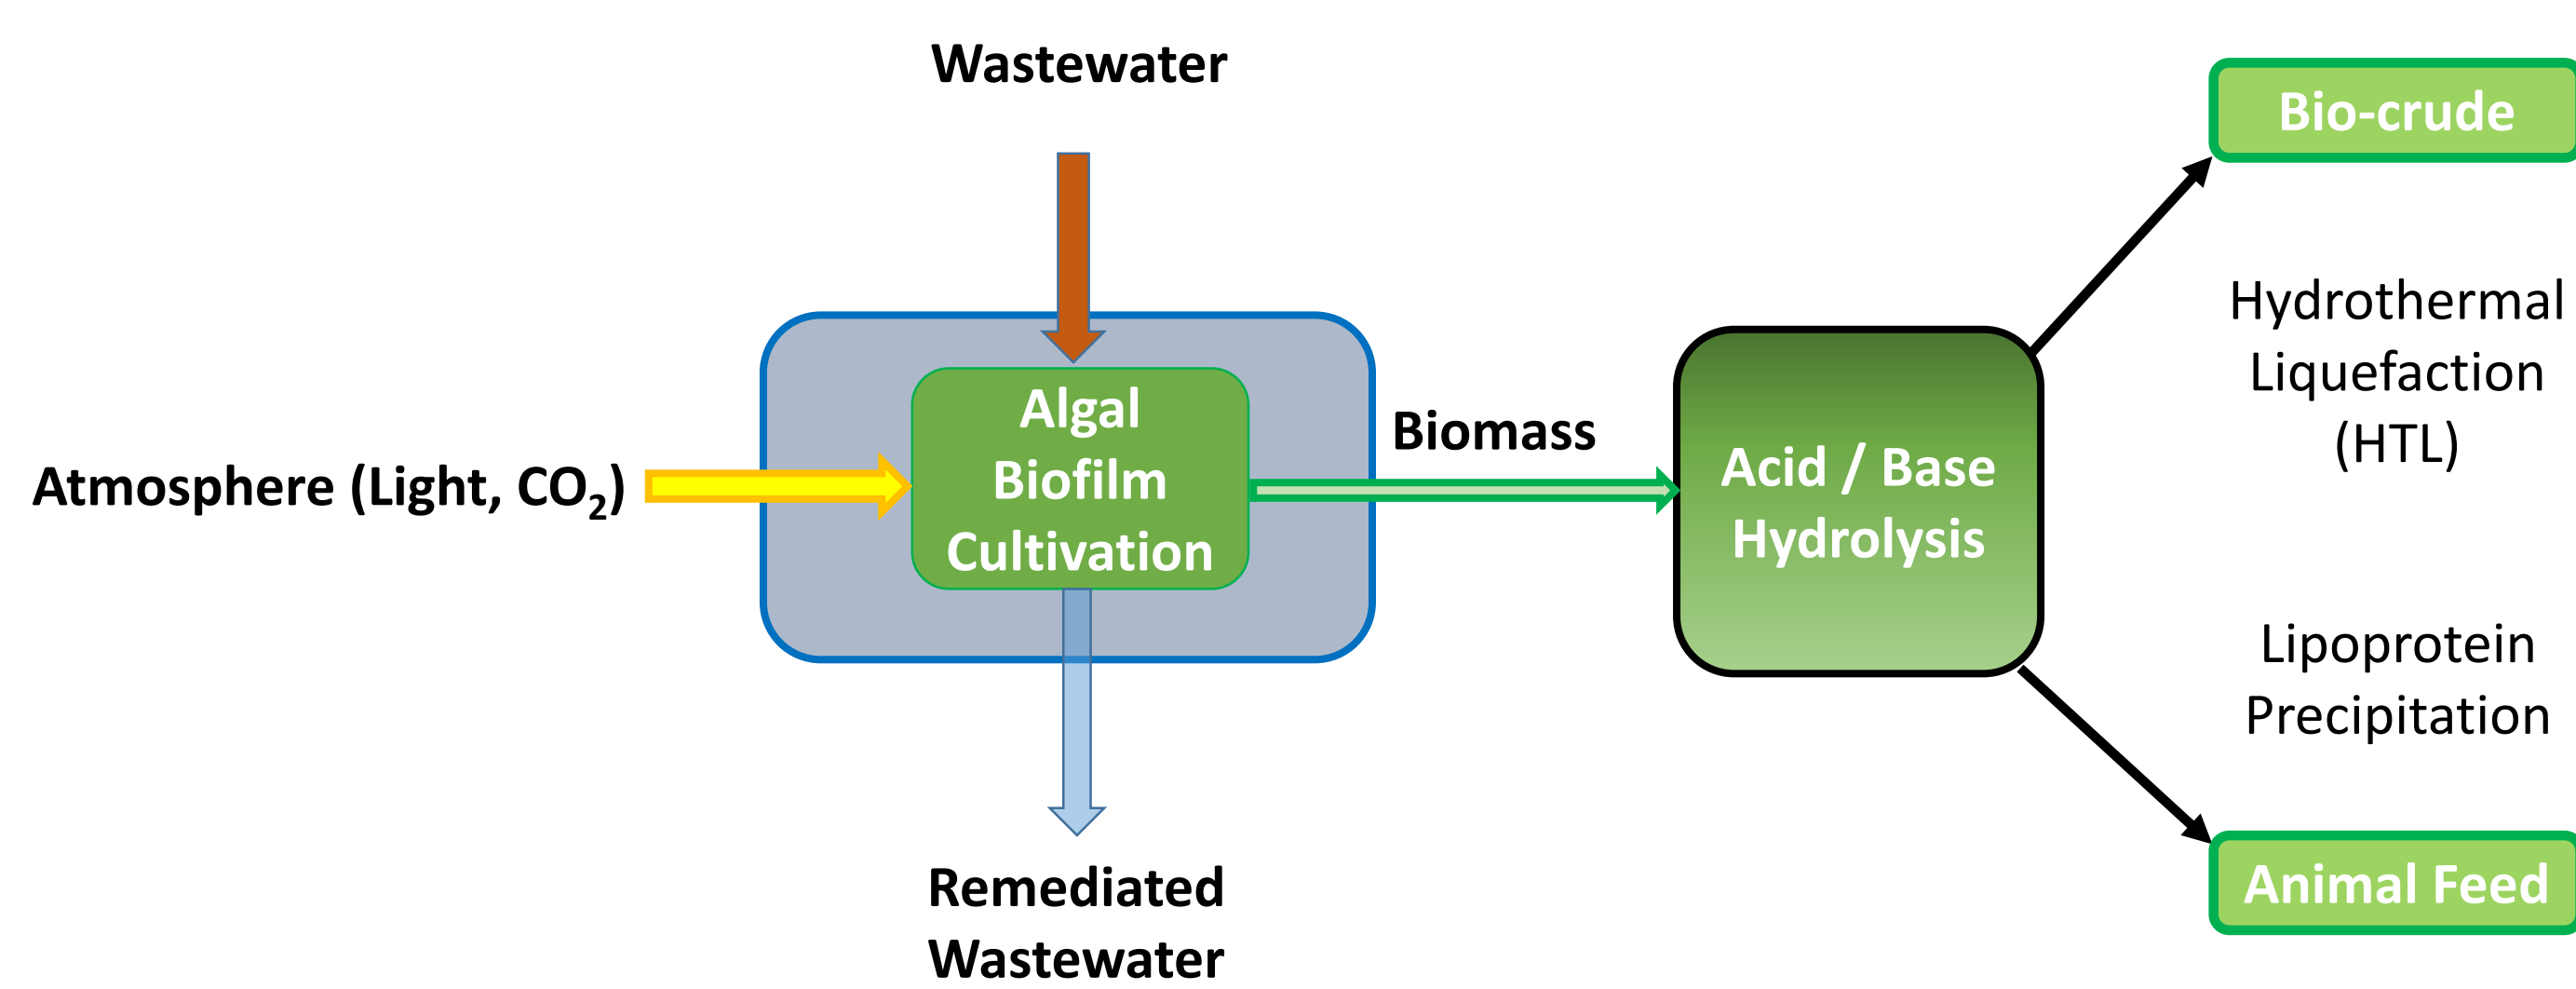 Wastewater
Atmosphere (Light, CO₂)
Algal
Biofilm
Cultivation
Remediated
Wastewater
Biomass
Acid / Base
Hydrolysis
Bio-crude
Hydrothermal
Liquefaction
(HTL)
Lipoprotein
Precipitation
Animal Feed